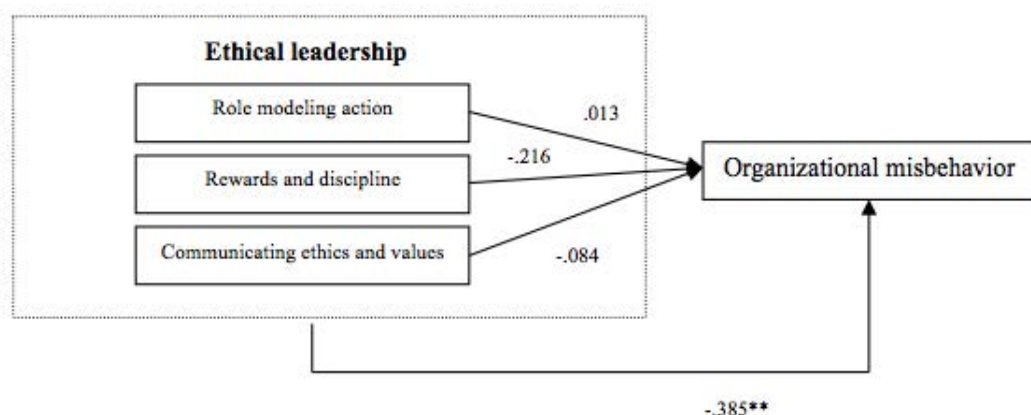 Ethical leadership
Role modeling action
.013
-.216
Rewards and discipline
Organizational misbehavior
Communicating ethics and values
-.084
-.385**